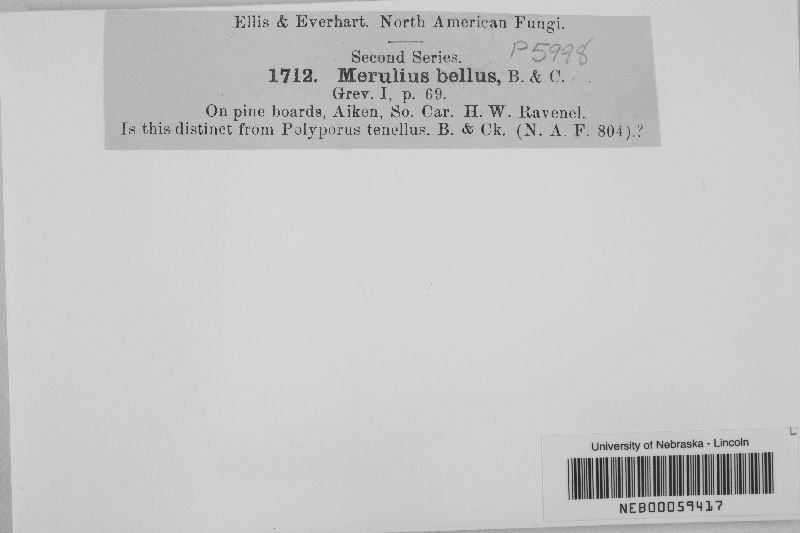 Ellis & Everhart. North American Fungi.
Second Series. P5998
1712. Merulius bellus, B. & C.
Grev. I, p. 69.
On pine boards, Aiken, So. Car. H. W. Ravenel.
Is this distinct from Polyporus tenellus. B. & Ck. (N. A. F. 804).?
University of Nebraska - Lincoln
NEB00059417